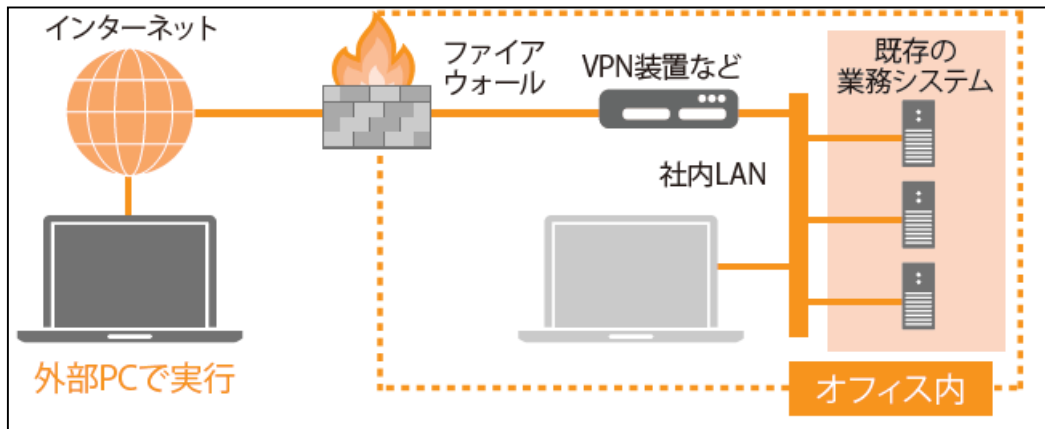 インターネット
ファイア
ウォール
VPN装置など
既存の
業務システム
社内LAN
外部PCで実行
オフィス内